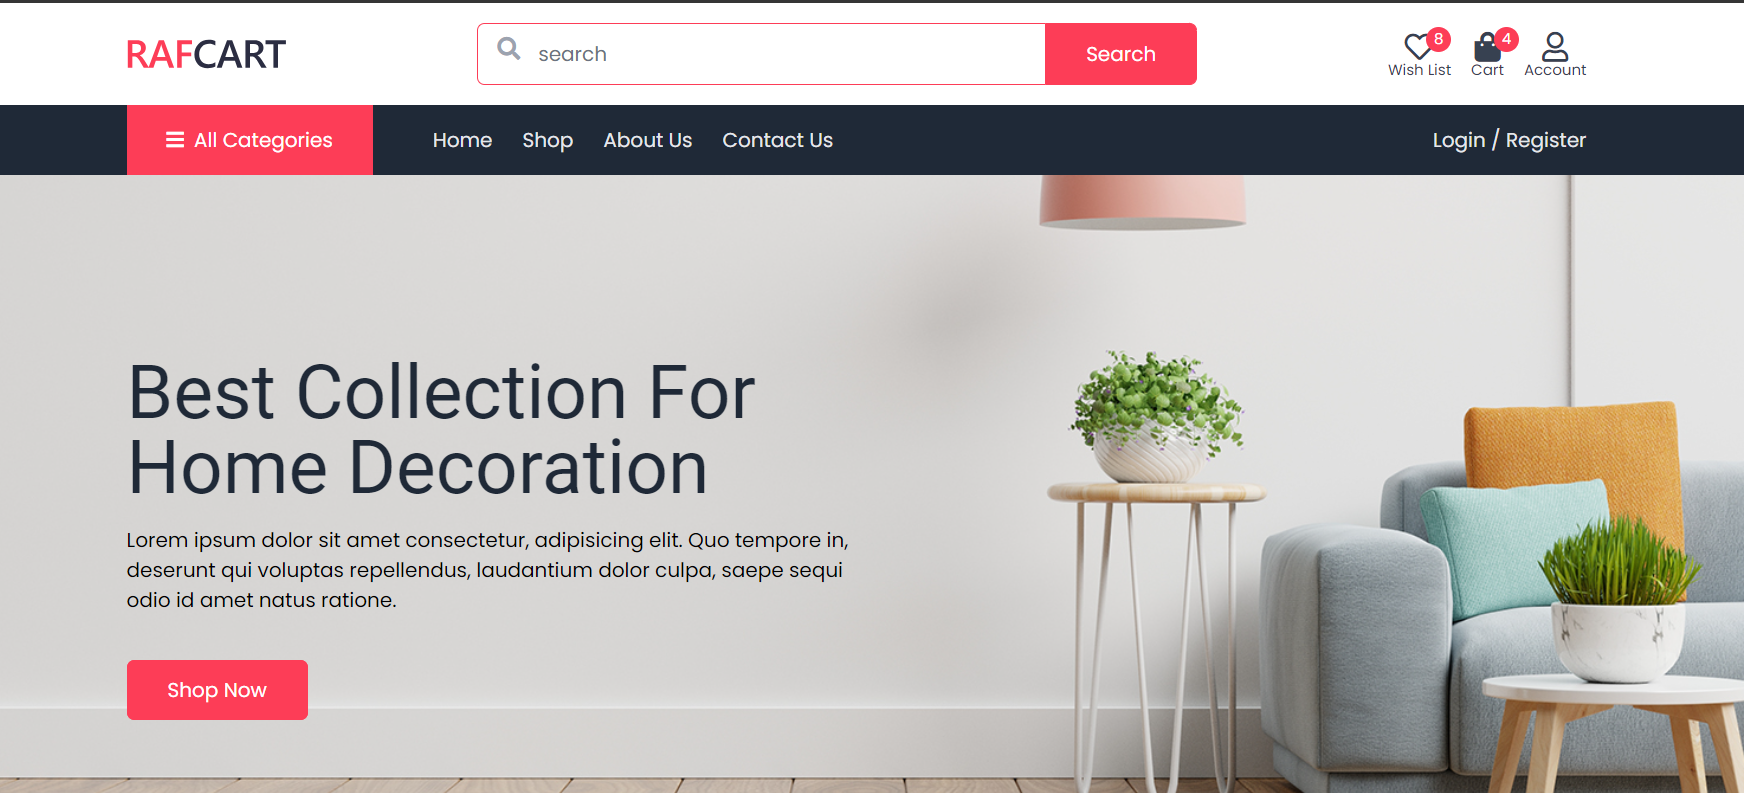 RAFCART
search
Search
8
4
Wish List
Cart
Account
All Categories
Home
Shop
About Us
Contact Us
Login / Register
Best Collection For
Home Decoration
Lorem ipsum dolor sit amet consectetur, adipisicing elit. Quo tempore in,
deserunt qui voluptas repellendus, laudantium dolor culpa, saepe sequi
odio id amet natus ratione.
Shop Now